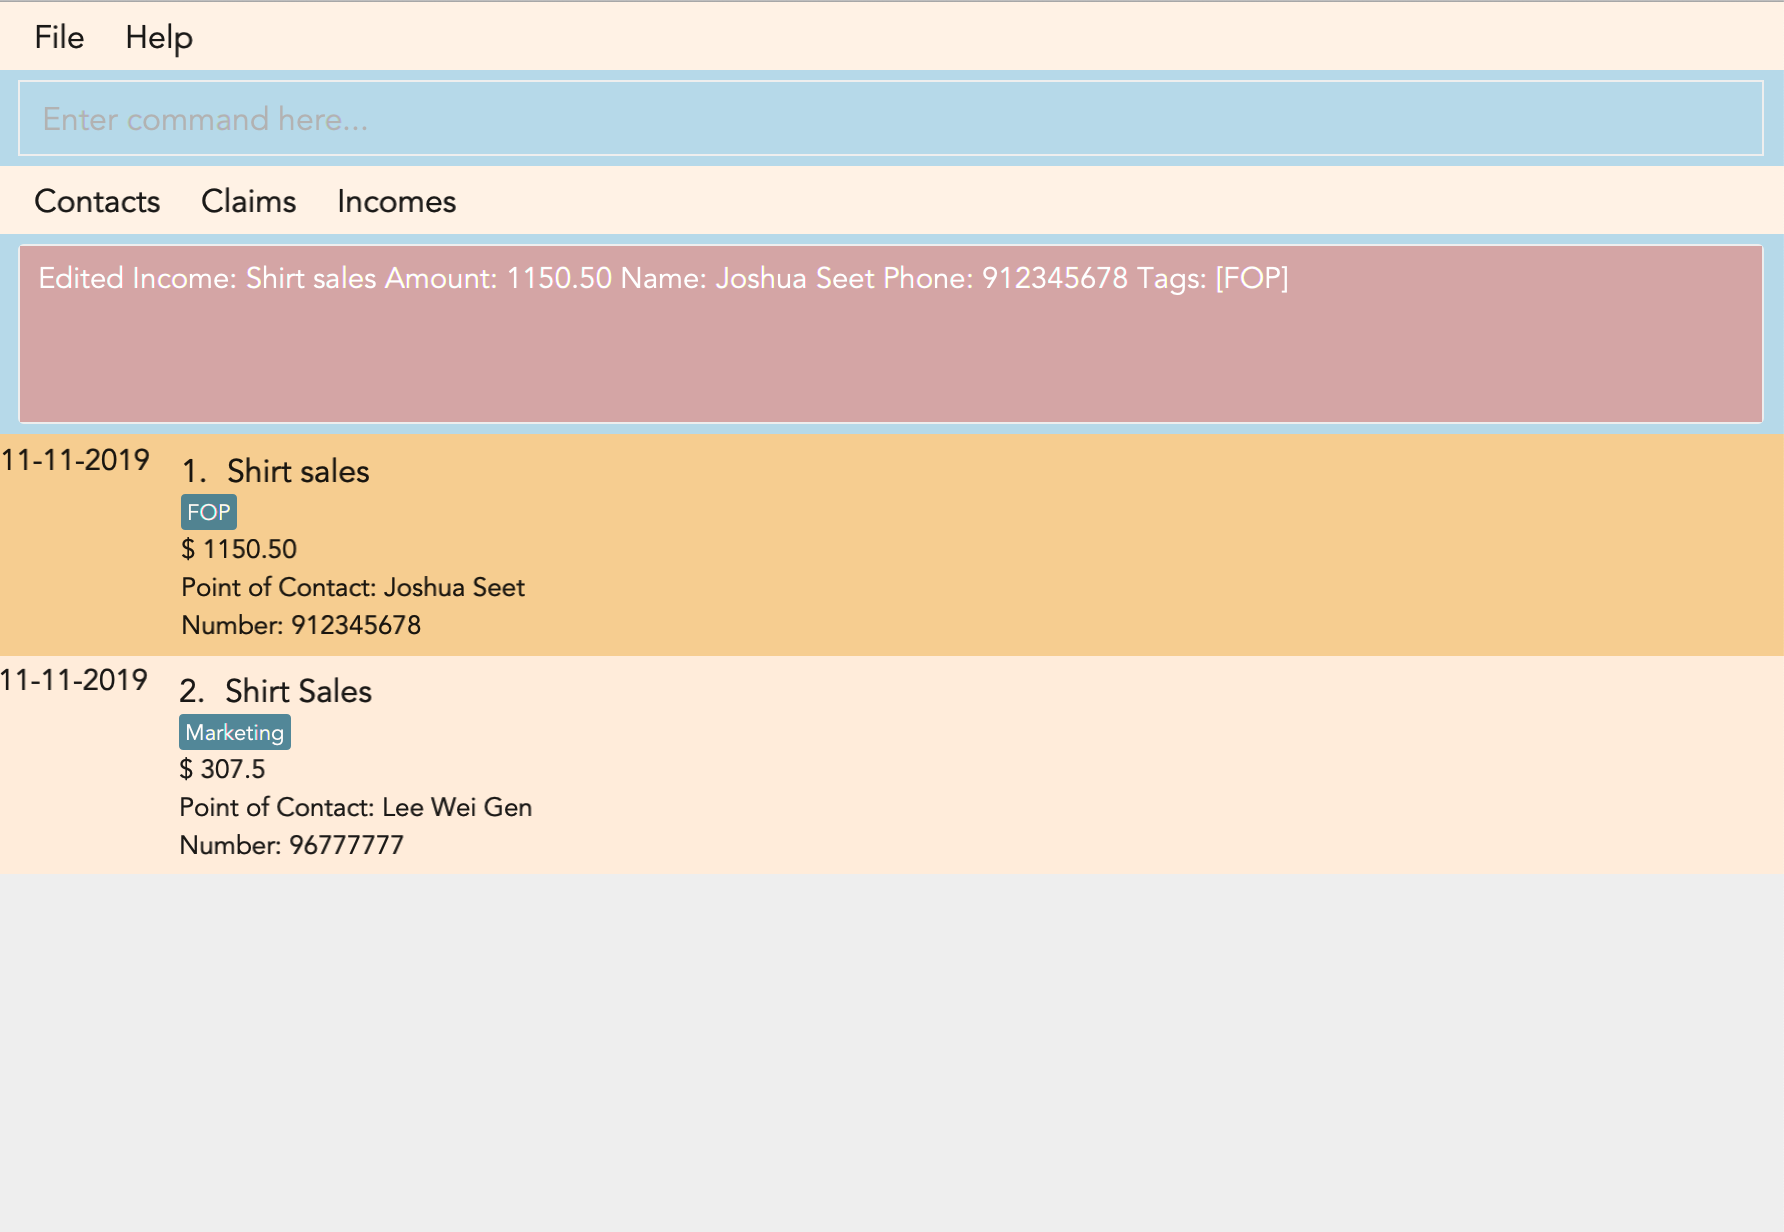 File Help
Enter command here...
Contacts Claims Incomes
Edited Income: Shirt sales Amount: 1150.50 Name: Joshua Seet Phone: 912345678 Tags: [FOP]
11-11-2019 1. Shirt sales
FOP
$ 1150.50
Point of Contact: Joshua Seet
Number: 912345678
11-11-2019 2. Shirt Sales
Marketing
$ 307.5
Point of Contact: Lee Wei Gen
Number: 96777777